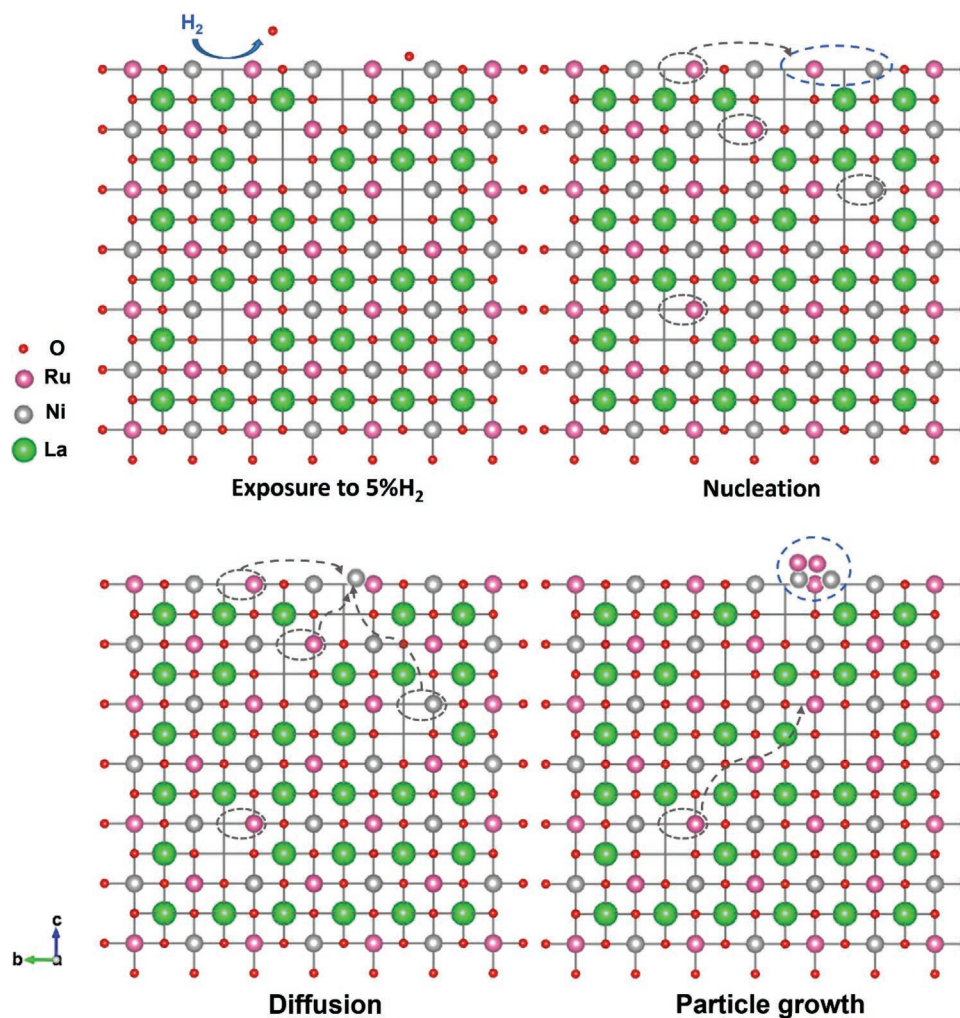 H₂
O
Ru
Ni
La
Exposure to 5%H₂
Nucleation
c
b
a
Diffusion
Particle growth